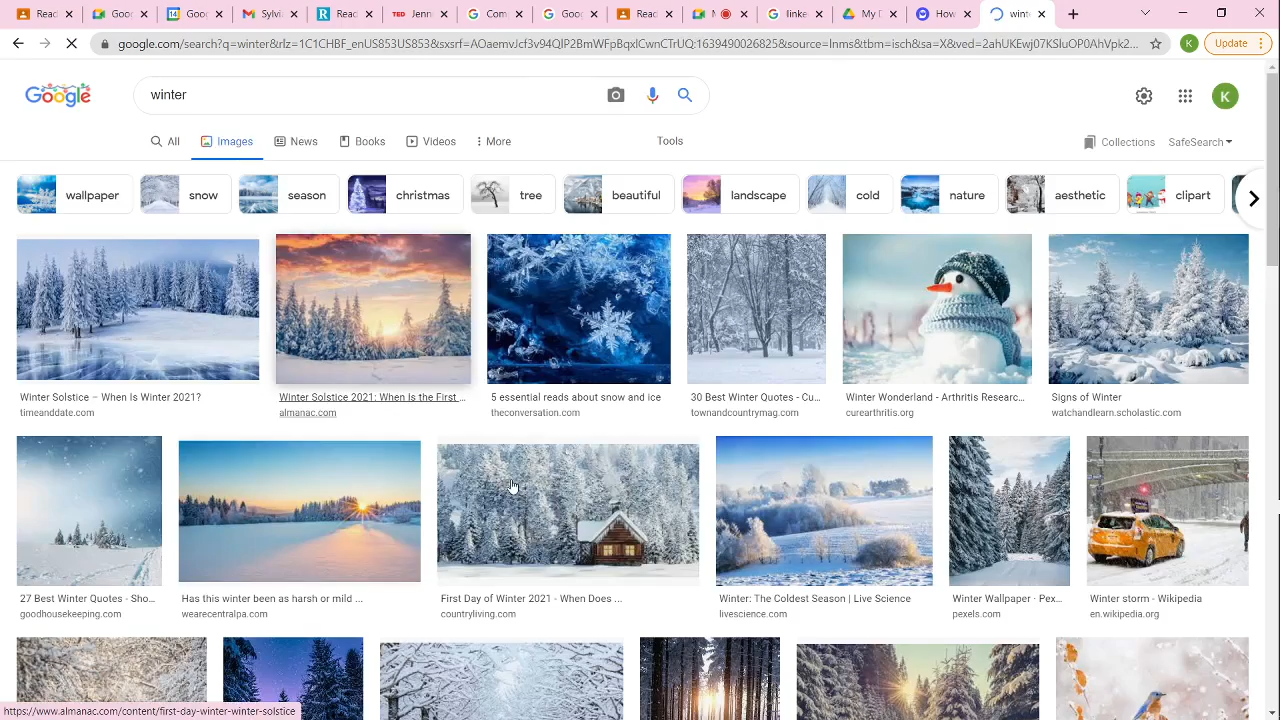 Read
Goo
Goo
Sylvi
Read
TED Jenn
Com
Goo
Read
M
linke
My D
How
wint
google.com/search?q=winter&rlz=1C1CHBF_enUS853US853&sxsrf=AOaemvJcf3v94QlP2BmWFpBqxlCwnCTrUQ:1639490026825&source=lnms&tbm=isch&sa=X&ved=2ahUKEwj07KSluOP0AhVpk2...
K
Update
Google
winter
K
All
Images
News
Books
Videos
More
Tools
Collections
SafeSearch
wallpaper
snow
season
christmas
tree
beautiful
landscape
cold
nature
aesthetic
clipart
Winter Solstice – When Is Winter 2021?
timeanddate.com
Winter Solstice 2021: When is the First ...
almanac.com
5 essential reads about snow and ice
theconversation.com
30 Best Winter Quotes - Cu...
townandcountrymag.com
Winter Wonderland - Arthritis Researc...
curearthritis.org
Signs of Winter
watchandlearn.scholastic.com
27 Best Winter Quotes - Sho...
goodhousekeeping.com
Has this winter been as harsh or mild ...
wearecentralpa.com
First Day of Winter 2021 - When Does ...
countryliving.com
Winter: The Coldest Season | Live Science
livescience.com
Winter Wallpaper · Pex...
pexels.com
Winter storm - Wikipedia
en.wikipedia.org
https://www.almanac.com/content/first-day-winter-winter-solstice